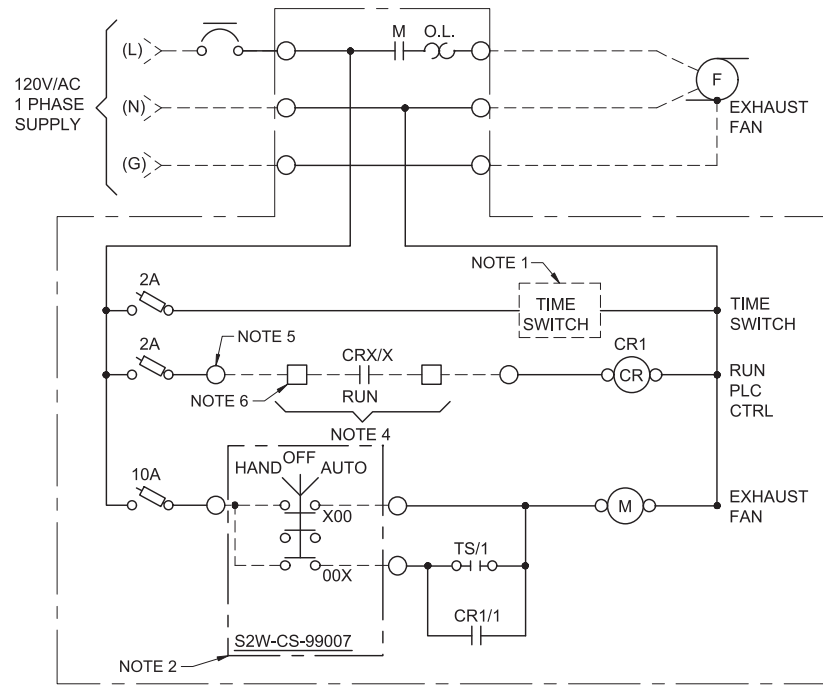 M O.L.
(L)
120V/AC
1 PHASE
SUPPLY
(N)
(G)
F
EXHAUST
FAN
NOTE 1
2A
TIME
SWITCH
TIME
SWITCH
2A
NOTE 5
CRX/X
RUN
NOTE 6
NOTE 4
CR1
CR
RUN
PLC
CTRL
10A
OFF
HAND AUTO
X00
00X
M
EXHAUST
FAN
TS/1
CR1/1
S2W-CS-99007
NOTE 2